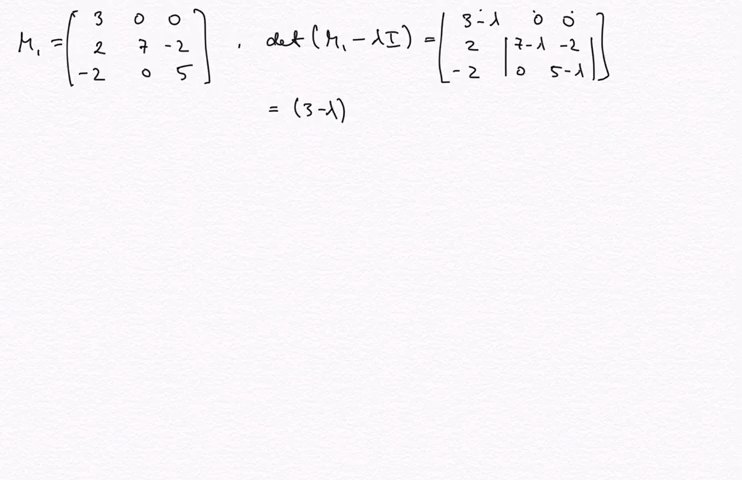 M₁ = [3 0 0; 2 7 -2; -2 0 5] , det(M₁ - λI) = [3-λ 0 0; 2 7-λ -2; -2 0 5-λ]
= (3-λ)